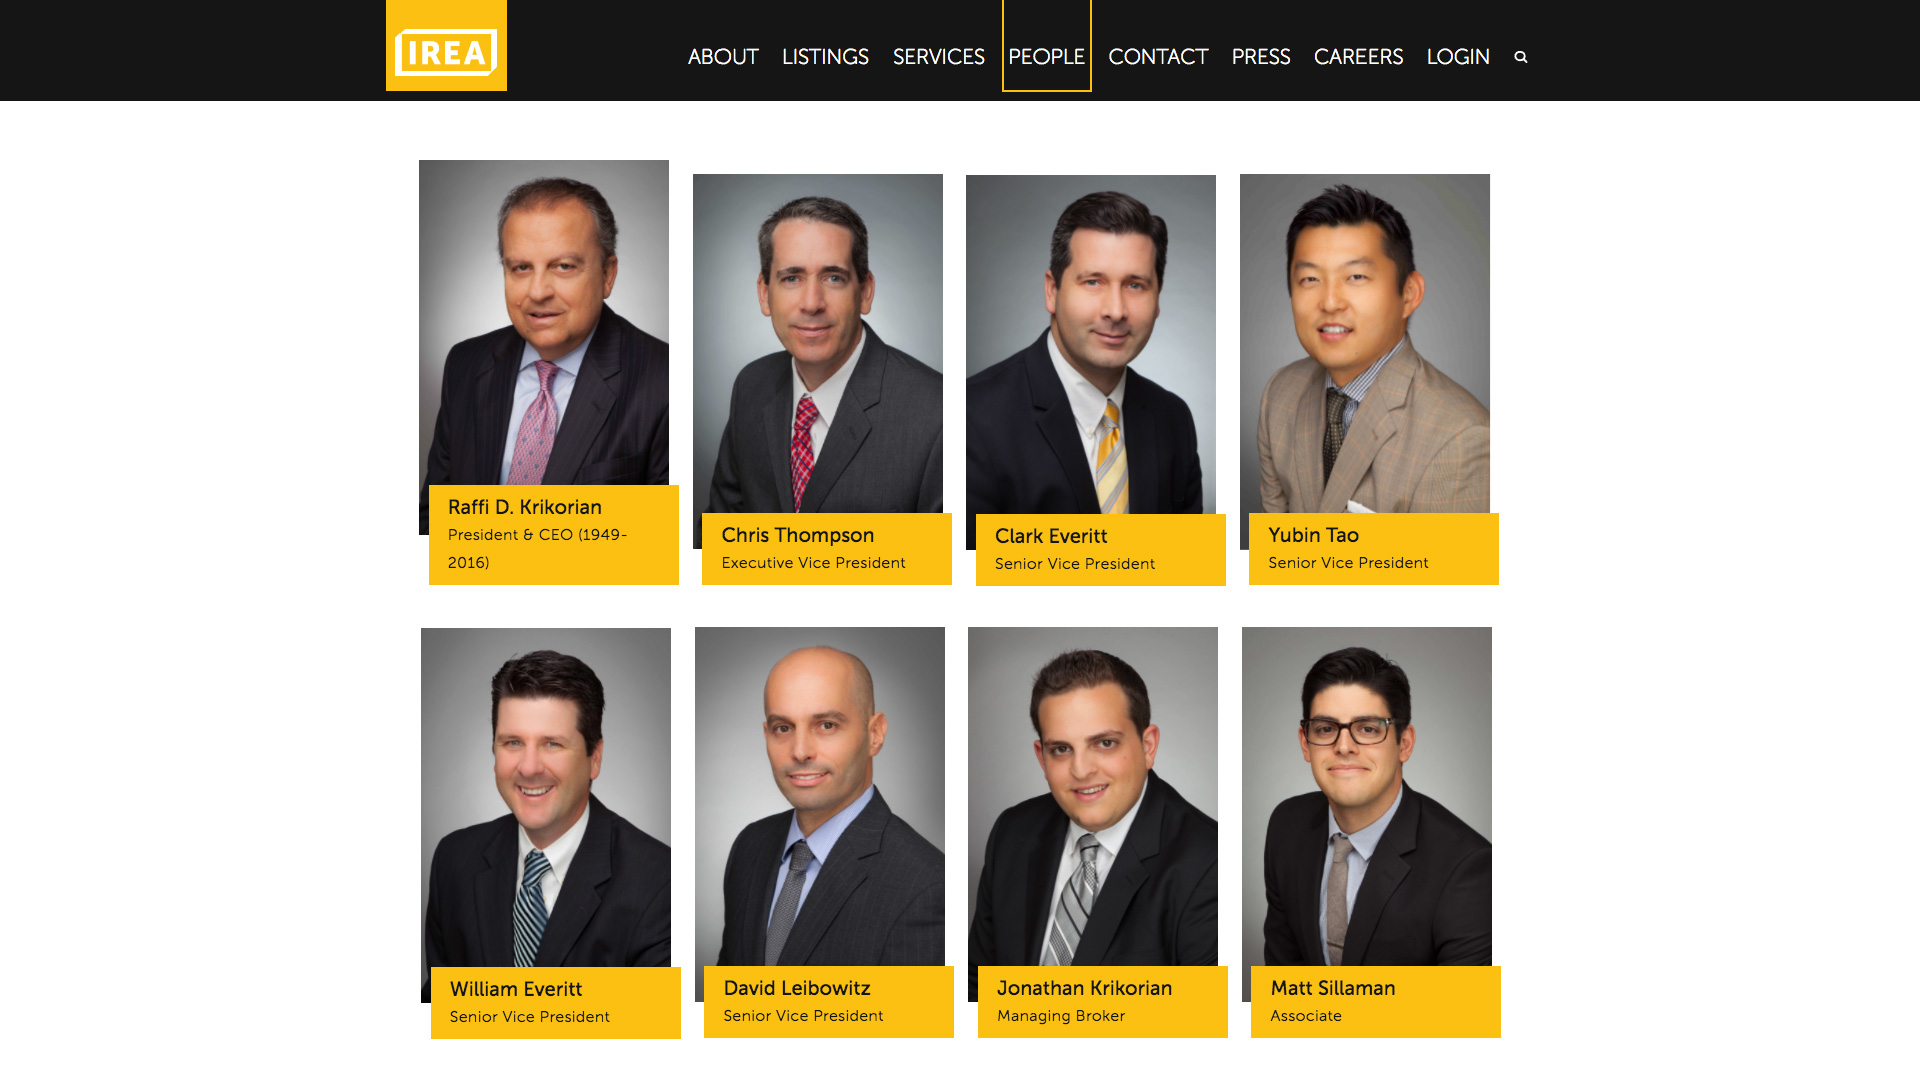 IREA
ABOUT LISTINGS SERVICES PEOPLE CONTACT PRESS CAREERS LOGIN
Raffi D. Krikorian
President & CEO (1949-
2016)
Chris Thompson
Executive Vice President
Clark Everitt
Senior Vice President
Yubin Tao
Senior Vice President
William Everitt
Senior Vice President
David Leibowitz
Senior Vice President
Jonathan Krikorian
Managing Broker
Matt Sillaman
Associate